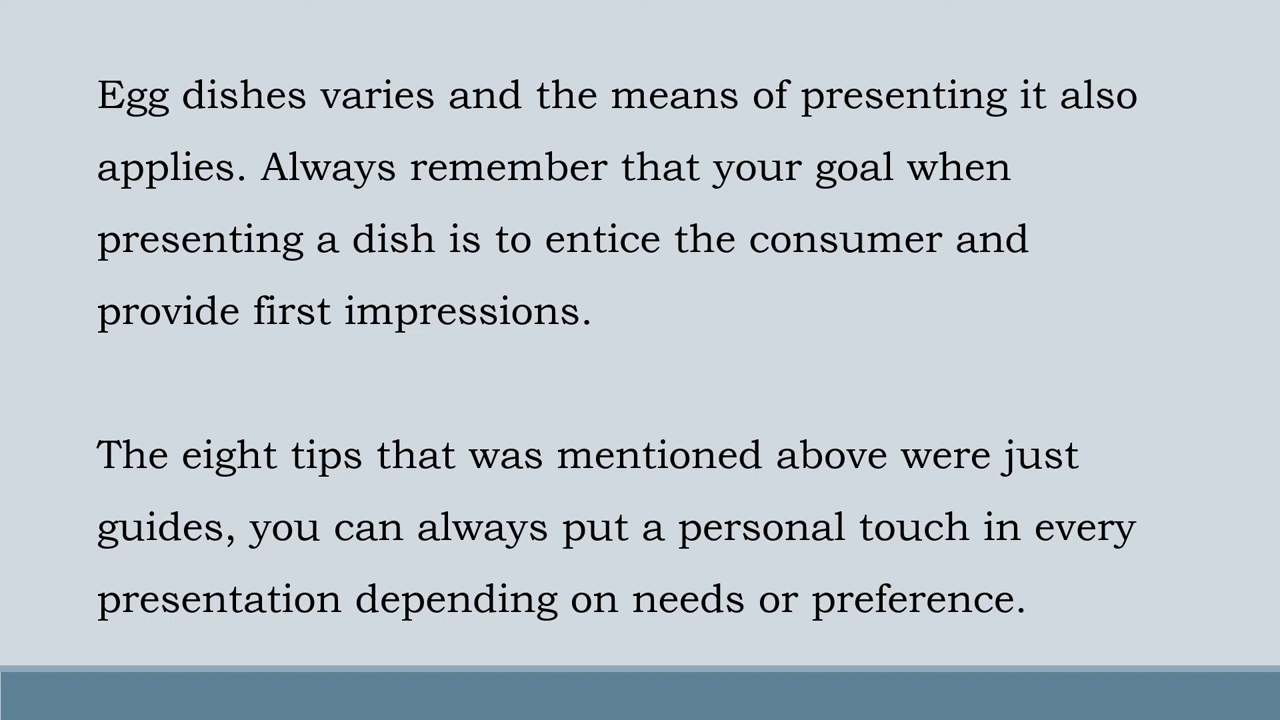 Egg dishes varies and the means of presenting it also
applies. Always remember that your goal when
presenting a dish is to entice the consumer and
provide first impressions.
The eight tips that was mentioned above were just
guides, you can always put a personal touch in every
presentation depending on needs or preference.